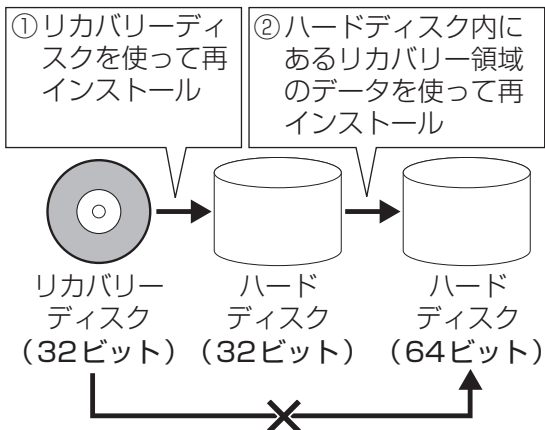 ①リカバリーディ
スクを使って再
インストール
②ハードディスク内に
あるリカバリー領域
のデータを使って再
インストール
リカバリー
ディスク
(32ビット)
ハード
ディスク
(32ビット)
ハード
ディスク
(64ビット)